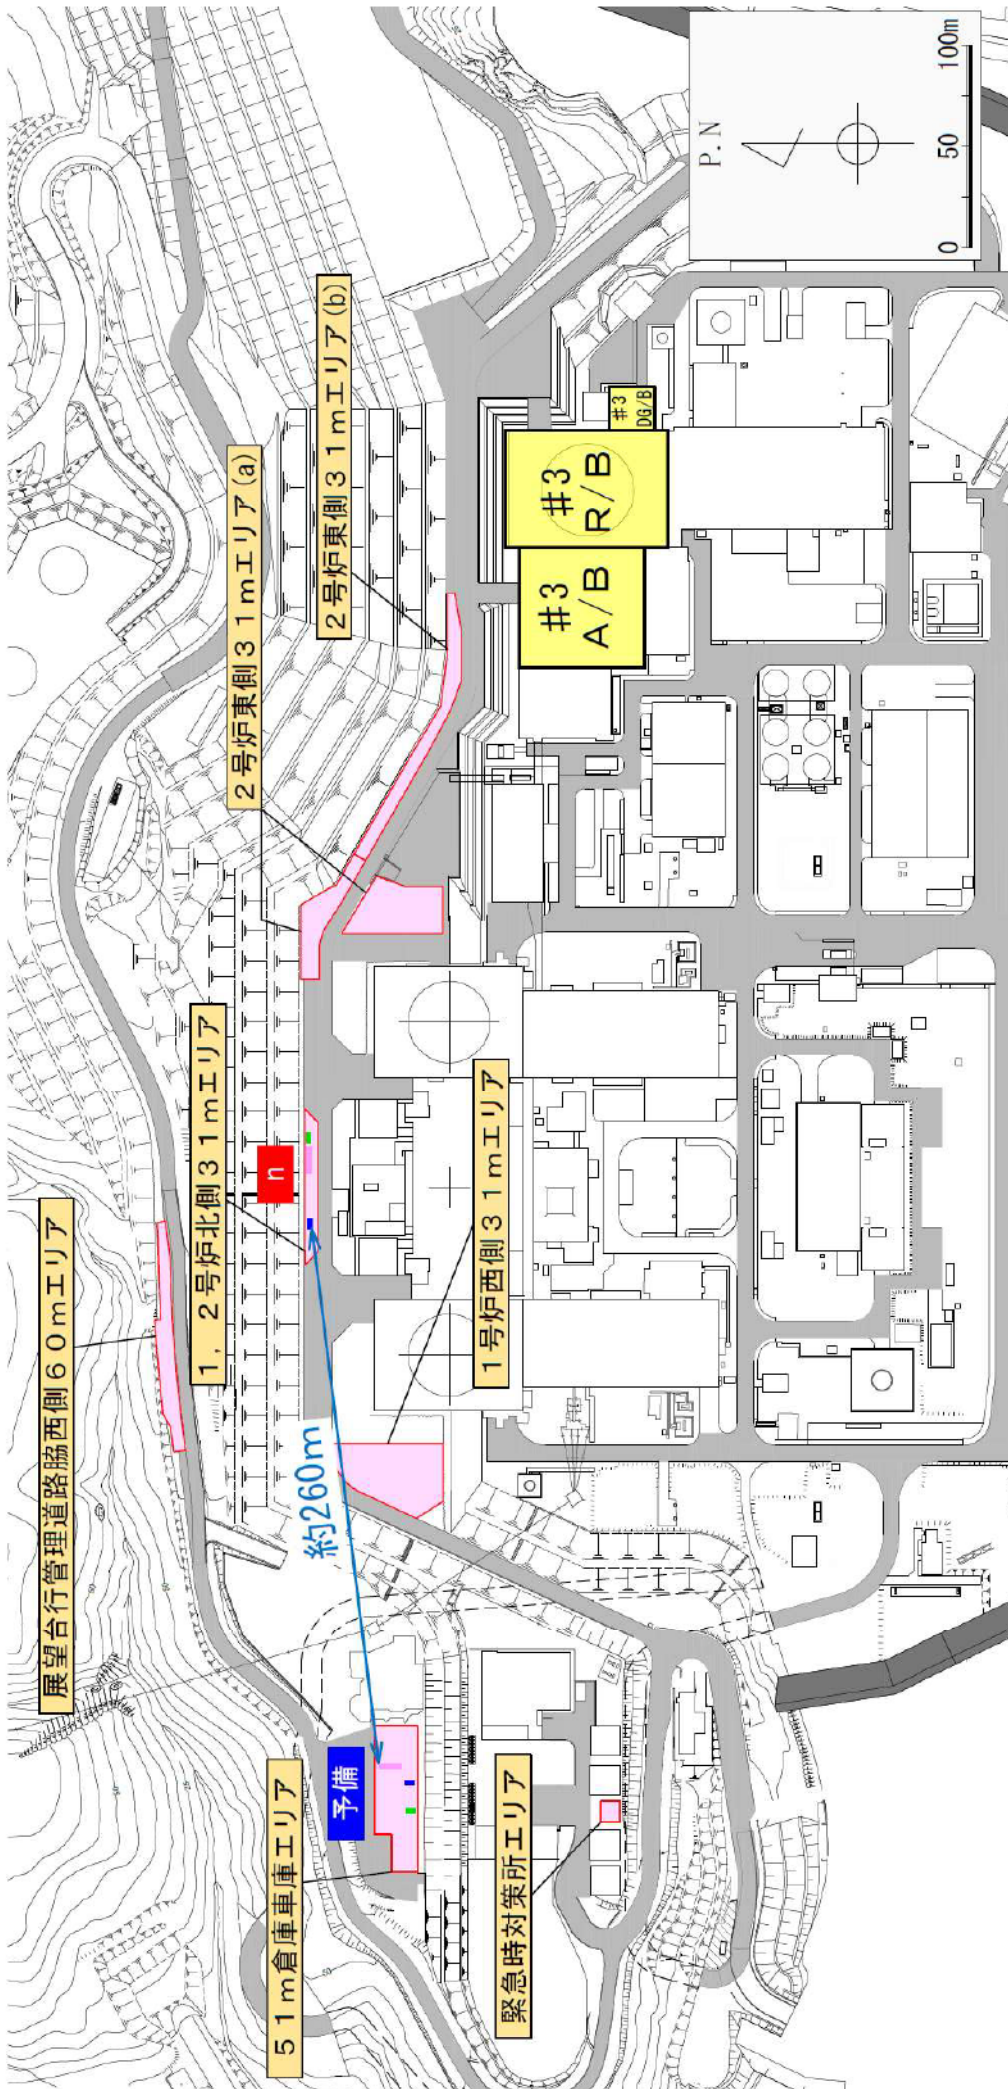 展望台行管理道路脇西側６０ｍエリア
５１ｍ倉庫車庫エリア
予備
約260m
１，２号炉北側３１ｍエリア
n
２号炉東側３１ｍエリア(a)
２号炉東側３１ｍエリア(b)
１号炉西側３１ｍエリア
緊急時対策所エリア
#3
A/B
#3
R/B
#3
DG/B
P.N
0 50 100m